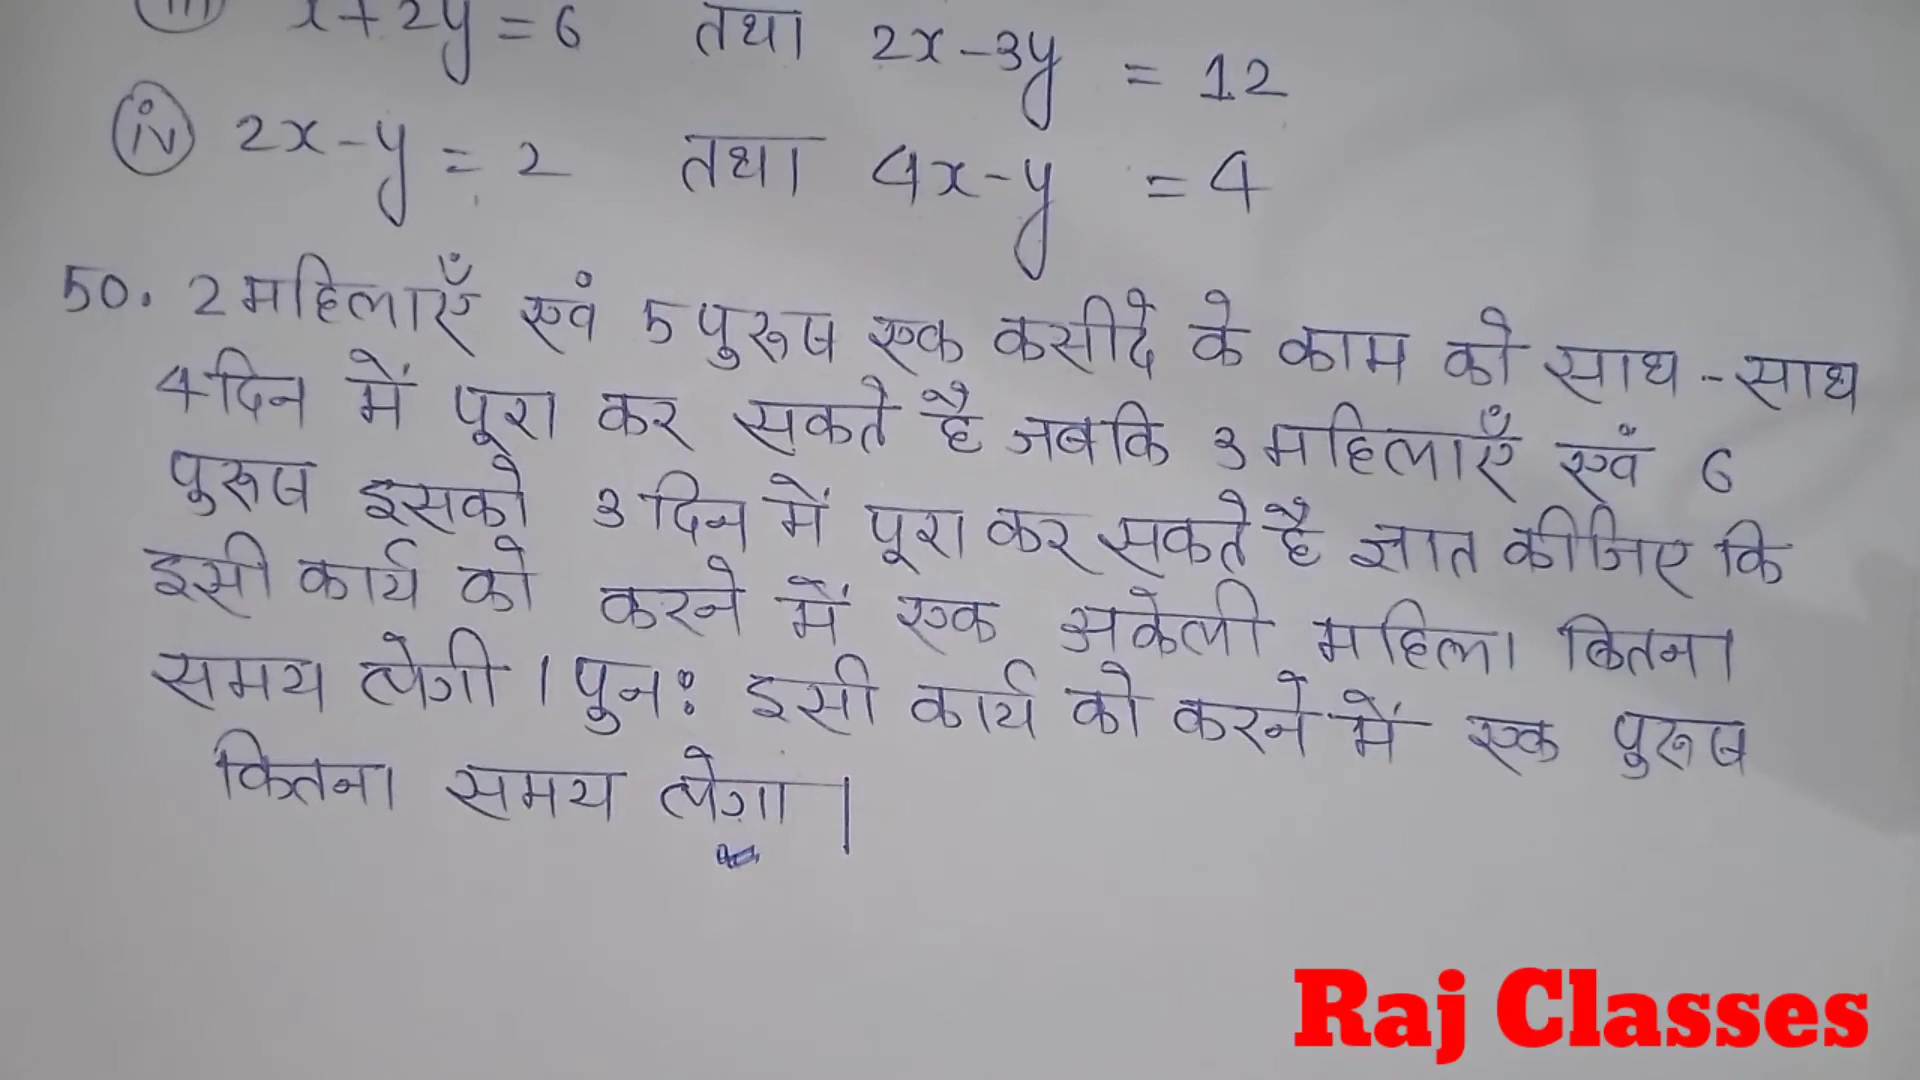 (iii) x+2y=6 तथा 2x-3y = 12
(iv) 2x-y=2 तथा 4x-y =4
50. 2 महिलाएँ एवं 5 पुरूष एक कसीदे के काम को साथ-साथ
4 दिन में पूरा कर सकते है जबकि 3 महिलाएँ एवं 6
पुरूष इसको 3 दिन में पूरा कर सकते है ज्ञात कीजिए कि
इसी कार्य को करने में एक अकेली महिला कितना
समय लेगी । पुनः इसी कार्य को करने में एक पुरूष
कितना समय लेगा ।
Raj Classes